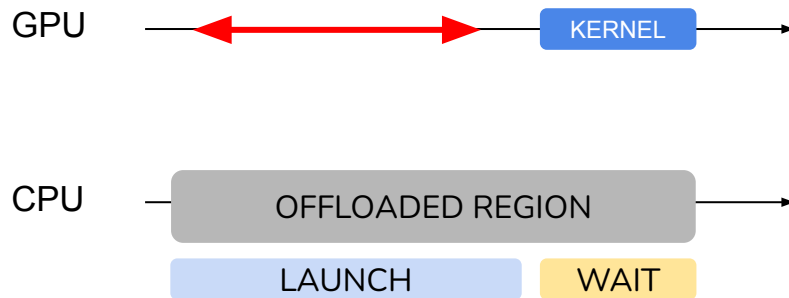 GPU
KERNEL
CPU
OFFLOADED REGION
LAUNCH
WAIT